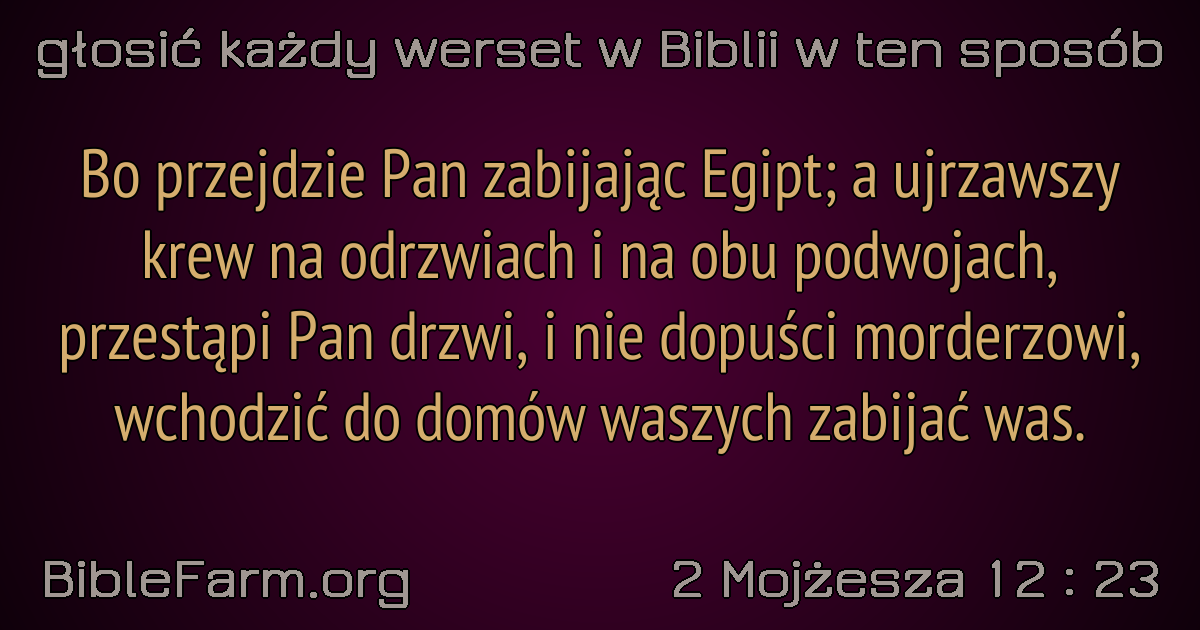 głosić każdy werset w Biblii w ten sposób
Bo przejdzie Pan zabijając Egipt; a ujrzawszy
krew na odrzwiach i na obu podwojach,
przestąpi Pan drzwi, i nie dopuści morderzowi,
wchodzić do domów waszych zabijać was.
BibleFarm.org
2 Mojżesza 12 : 23